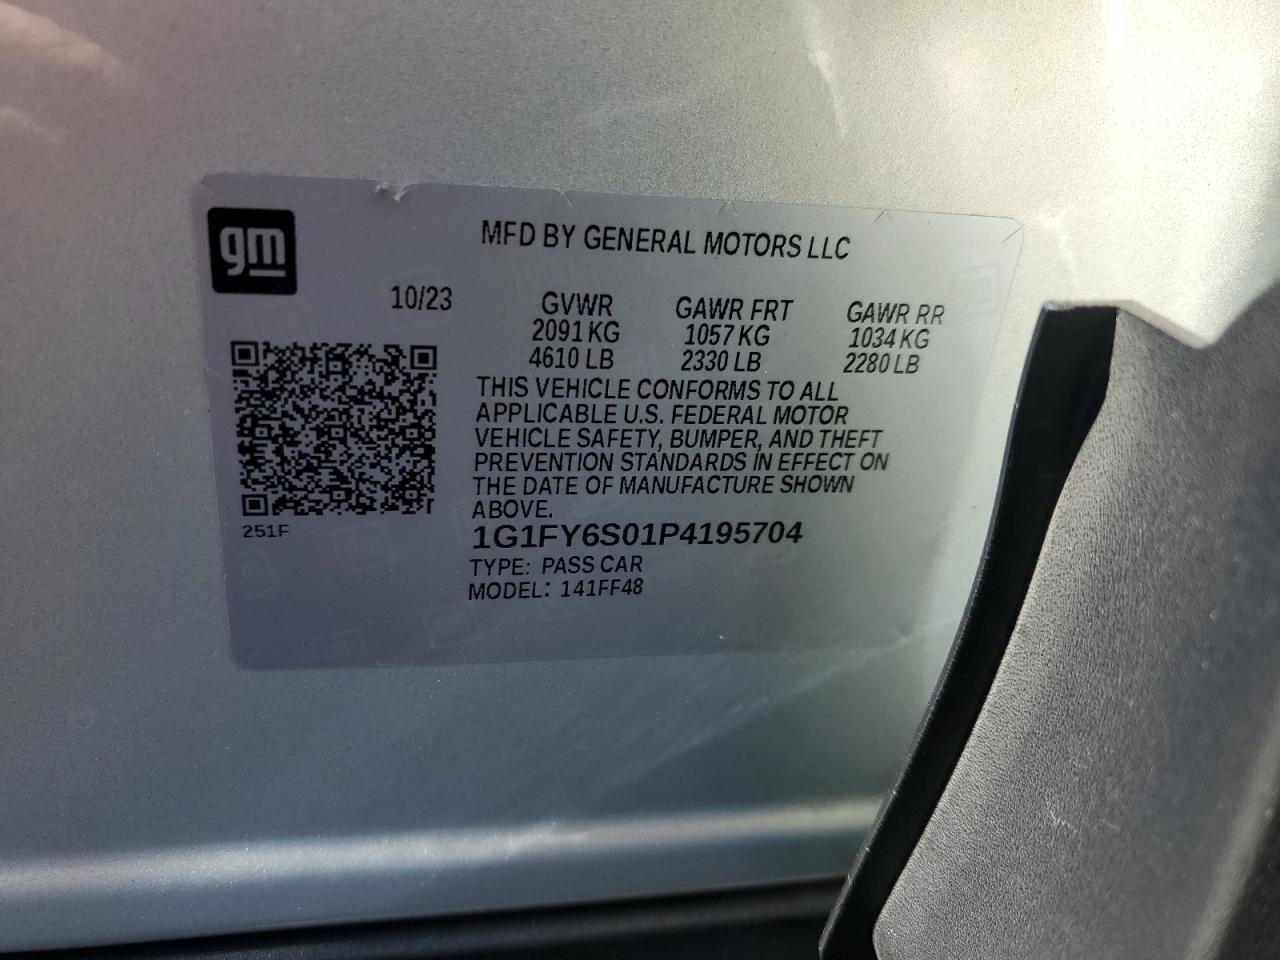 gm
MFD BY GENERAL MOTORS LLC
10/23 GVWR GAWR FRT GAWR RR
2091 KG 1057 KG 1034 KG
4610 LB 2330 LB 2280 LB
THIS VEHICLE CONFORMS TO ALL
APPLICABLE U.S. FEDERAL MOTOR
VEHICLE SAFETY, BUMPER, AND THEFT
PREVENTION STANDARDS IN EFFECT ON
THE DATE OF MANUFACTURE SHOWN
ABOVE.
251F
1G1FY6S01P4195704
TYPE: PASS CAR
MODEL: 141FF48